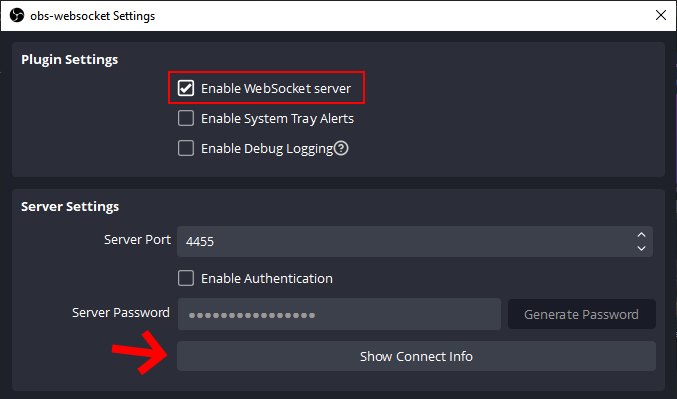 obs-websocket Settings
Plugin Settings
Enable WebSocket server
Enable System Tray Alerts
Enable Debug Logging
Server Settings
Server Port 4455
Enable Authentication
Server Password •••••••••••••••• Generate Password
Show Connect Info